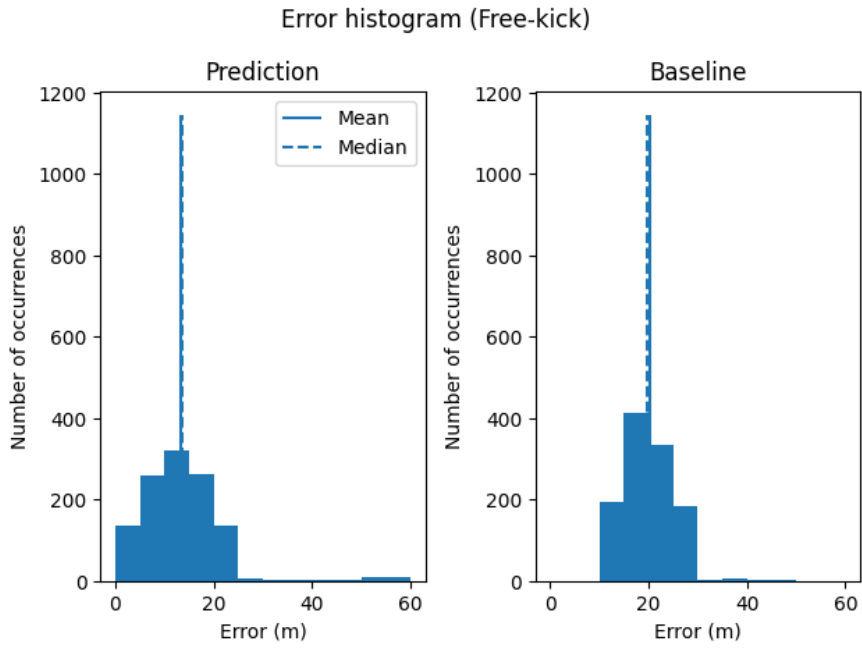 Error histogram (Free-kick)
Prediction
Number of occurrences
1200
1000
800
600
400
200
0
0 20 40 60
Error (m)
Mean
Median
Baseline
Number of occurrences
1200
1000
800
600
400
200
0
0 20 40 60
Error (m)